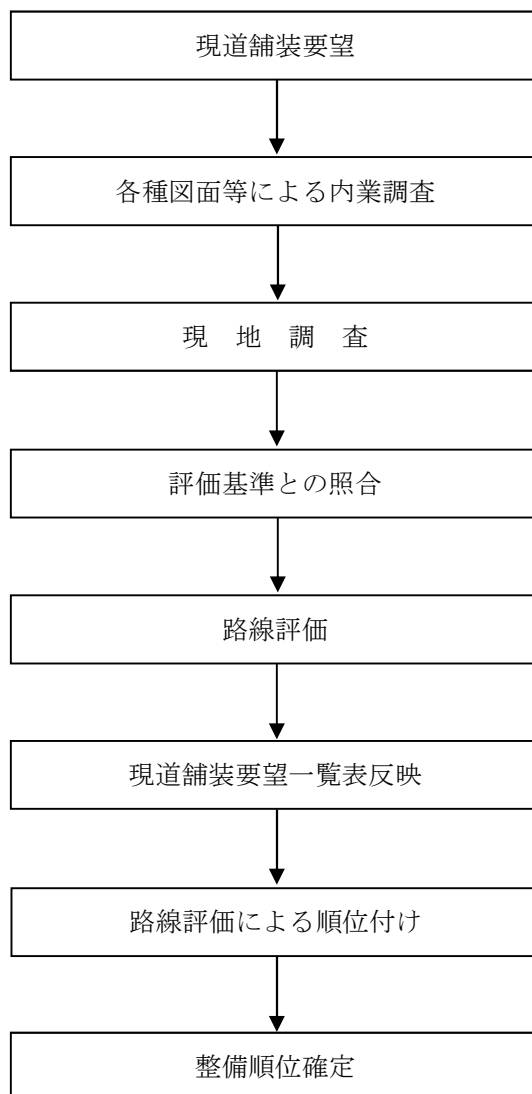 現道舗装要望
各種図面等による内業調査
現　地　調　査
評価基準との照合
路線評価
現道舗装要望一覧表反映
路線評価による順位付け
整備順位確定